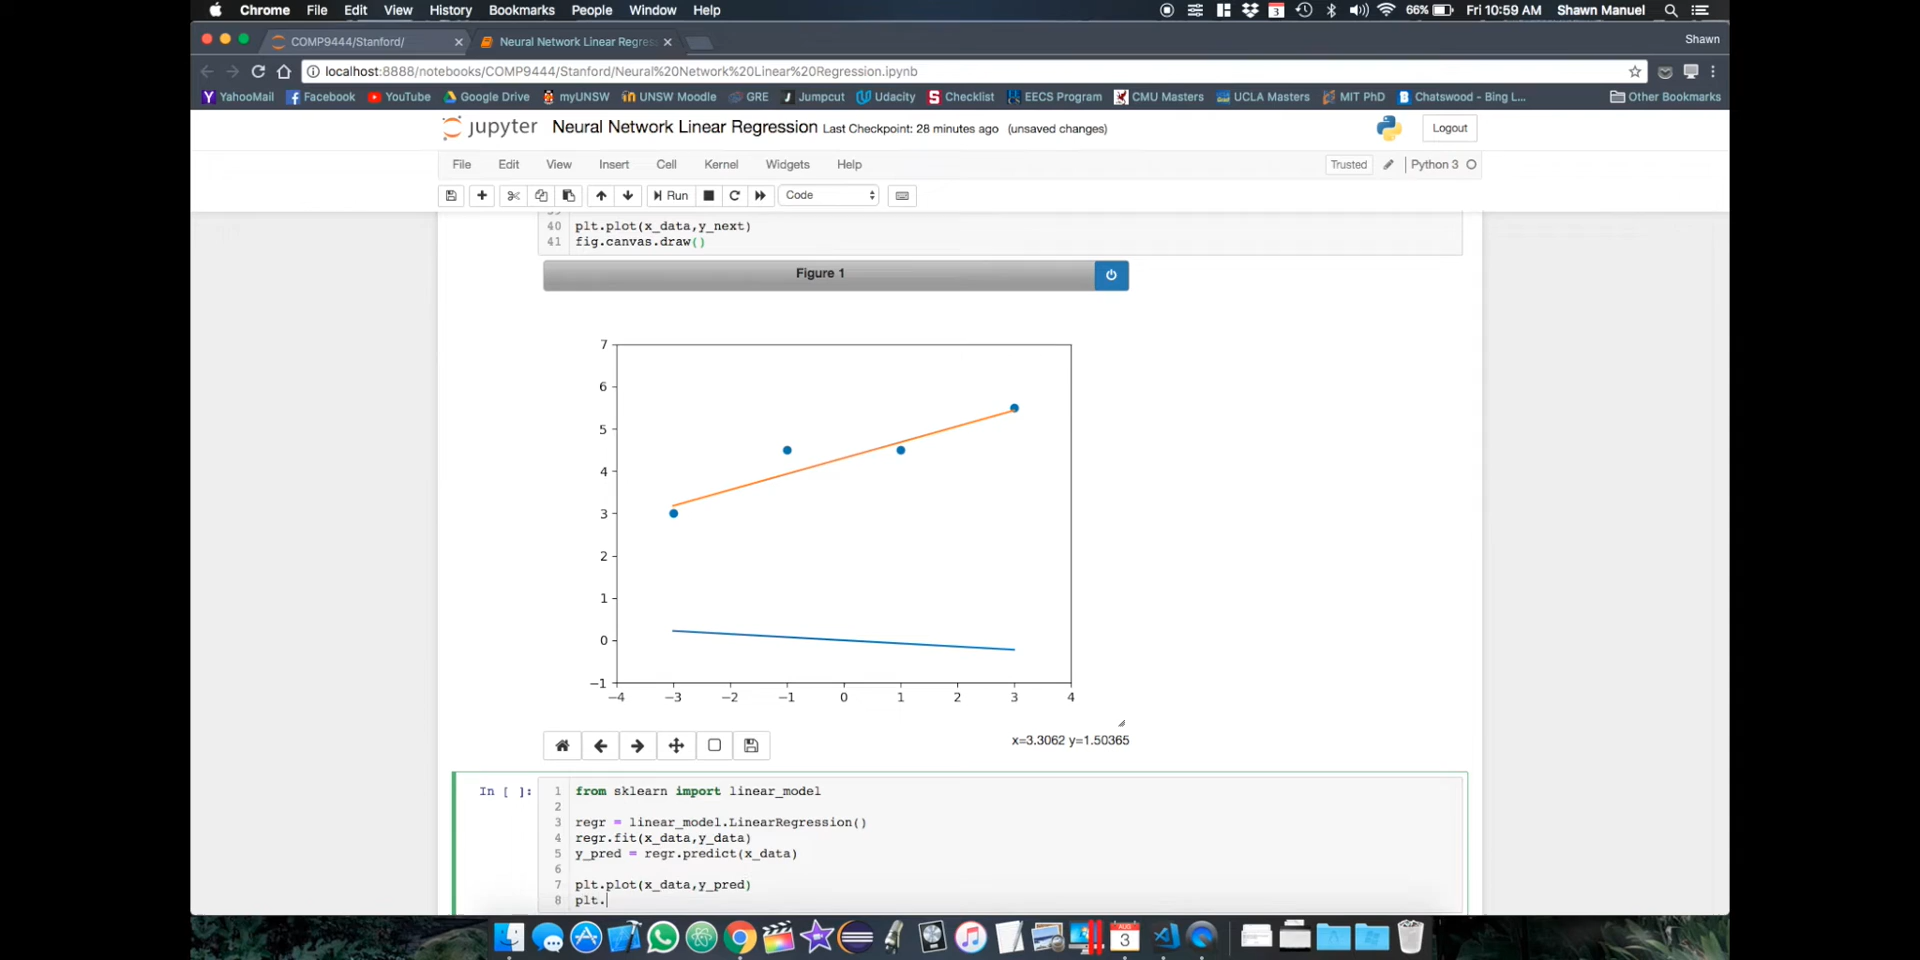 Chrome File Edit View History Bookmarks People Window Help
3
66%
Fri 10:59 AM Shawn Manuel
COMP9444/Stanford/
Neural Network Linear Regress
Shawn
localhost:8888/notebooks/COMP9444/Stanford/Neural%20Network%20Linear%20Regression.ipynb
YahooMail Facebook YouTube Google Drive myUNSW UNSW Moodle GRE Jumpcut Udacity Checklist EECS Program CMU Masters UCLA Masters MIT PhD Chatswood - Bing L... Other Bookmarks
jupyter Neural Network Linear Regression Last Checkpoint: 28 minutes ago (unsaved changes)
Logout
File Edit View Insert Cell Kernel Widgets Help
Trusted Python 3
Run Code
40 plt.plot(x_data,y_next)
41 fig.canvas.draw()
Figure 1
7
6
5
4
3
2
1
0
−1
−4 −3 −2 −1 0 1 2 3 4
x=3.3062 y=1.50365
In [ ]:
1 from sklearn import linear_model
2
3 regr = linear_model.LinearRegression()
4 regr.fit(x_data,y_data)
5 y_pred = regr.predict(x_data)
6
7 plt.plot(x_data,y_pred)
8 plt.
AUG
3